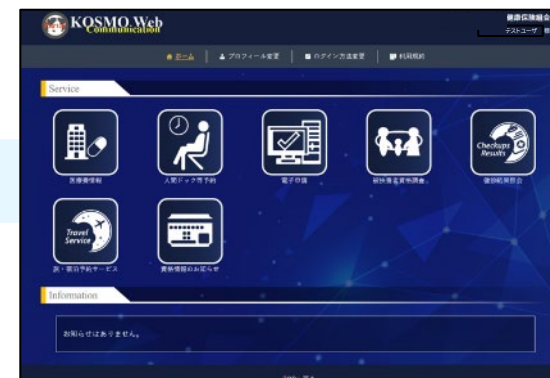 KOSMO Web
Communication
健康保険組合
テストユーザ 様
ホーム
プロフィール変更
ログイン方法変更
利用規約
Service
医療費情報
人間ドック等予約
電子申請
被扶養者資格調査
Checkups
Results
健診結果照会
Travel
Service
旅・宿泊予約サービス
資格情報のお知らせ
Information
お知らせはありません。